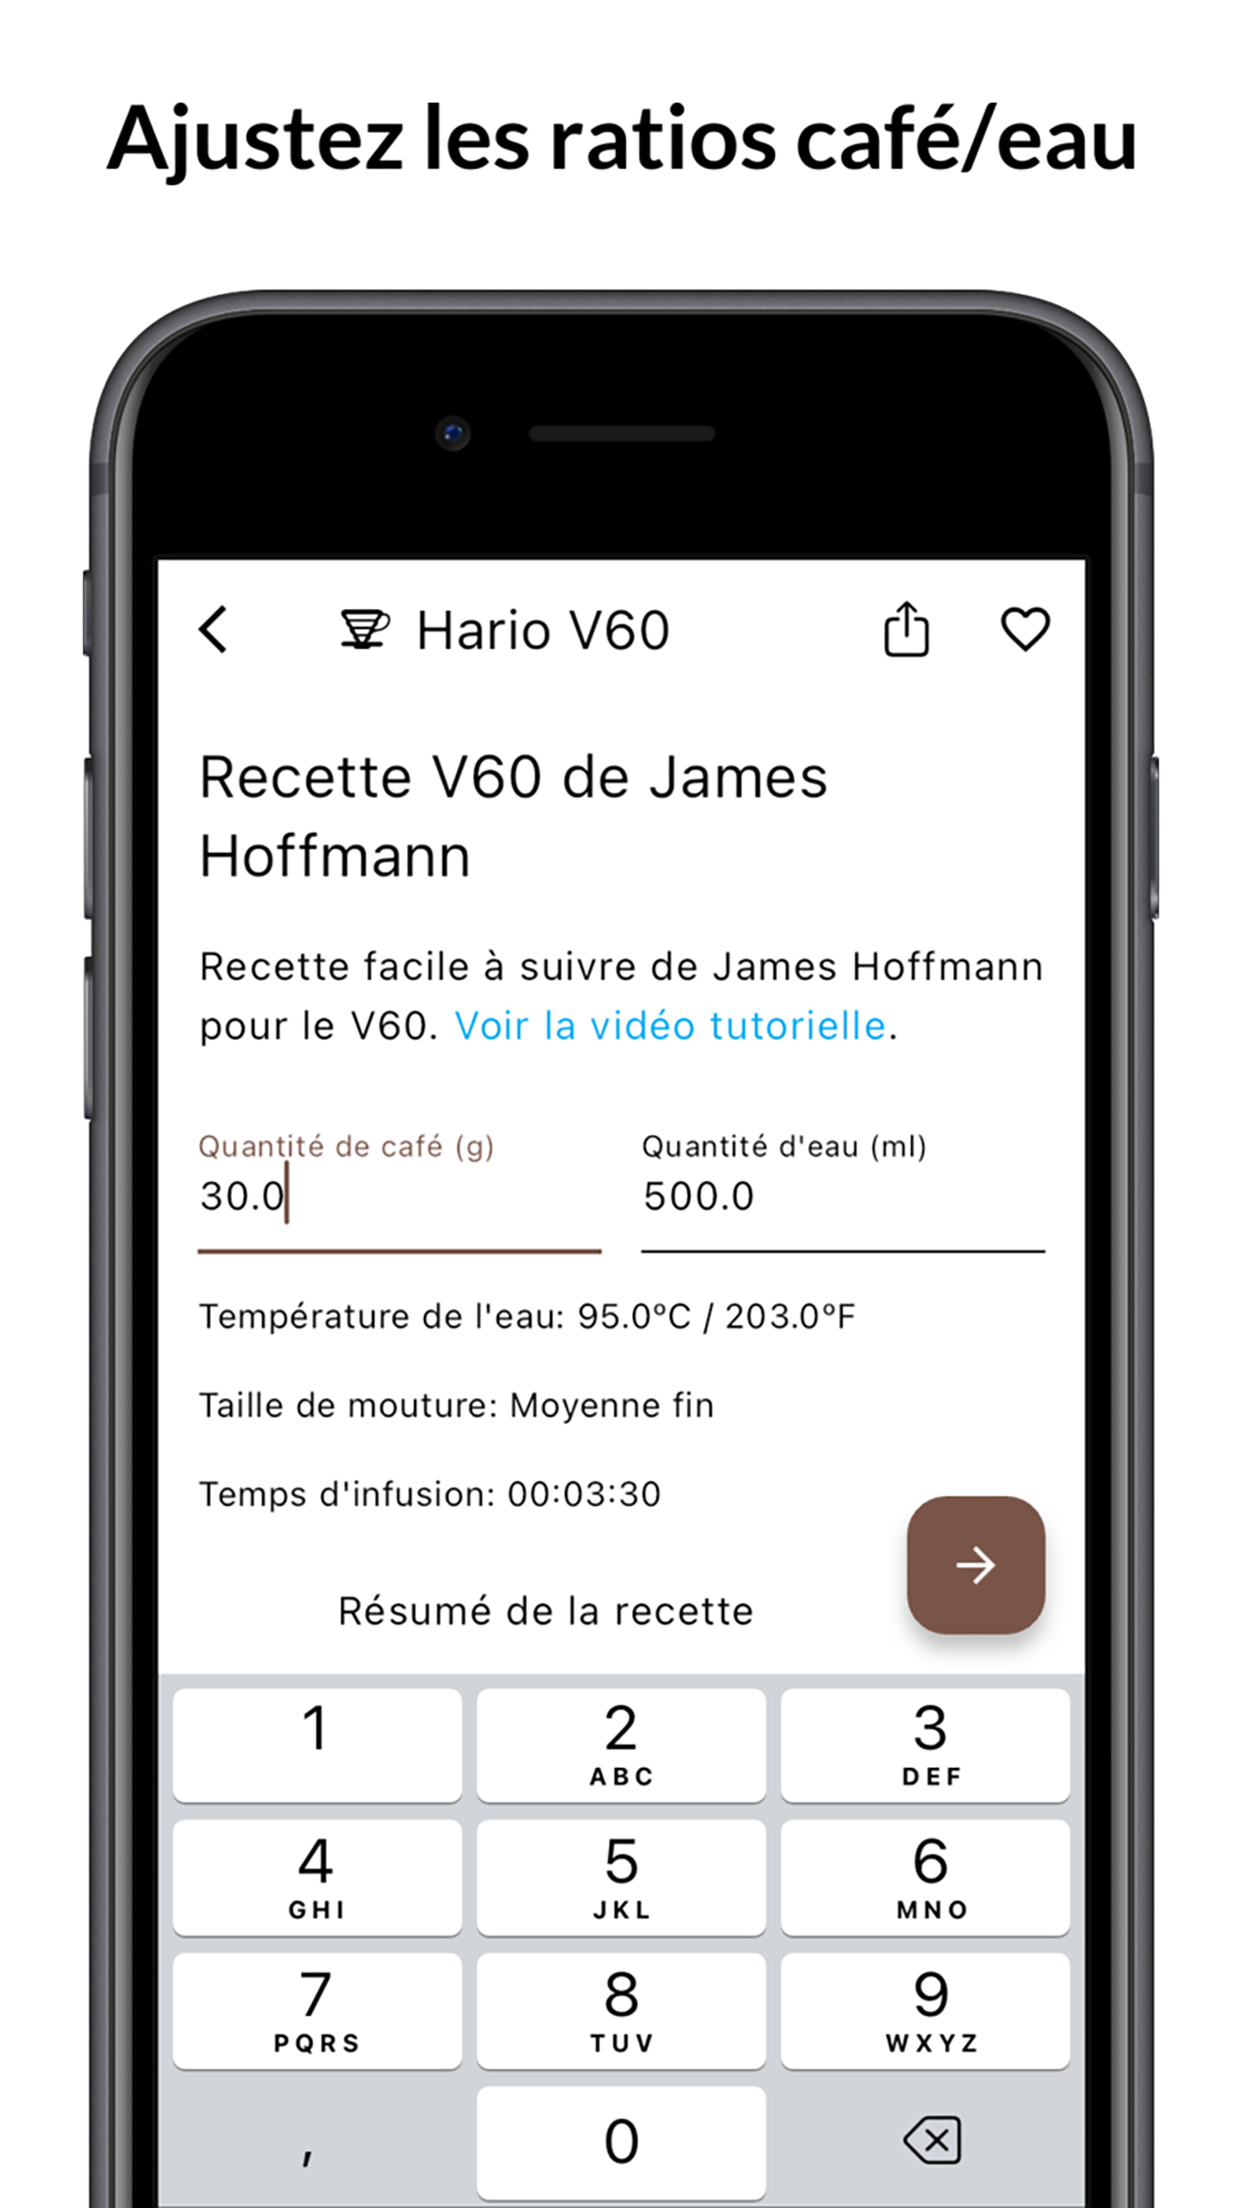 Ajustez les ratios café/eau
Hario V60
Recette V60 de James
Hoffmann
Recette facile à suivre de James Hoffmann
pour le V60. Voir la vidéo tutorielle.
Quantité de café (g)
30.0
Quantité d'eau (ml)
500.0
Température de l'eau: 95.0ºC / 203.0ºF
Taille de mouture: Moyenne fin
Temps d'infusion: 00:03:30
Résumé de la recette
1
2
ABC
3
DEF
4
GHI
5
JKL
6
MNO
7
PQRS
8
TUV
9
WXYZ
,
0